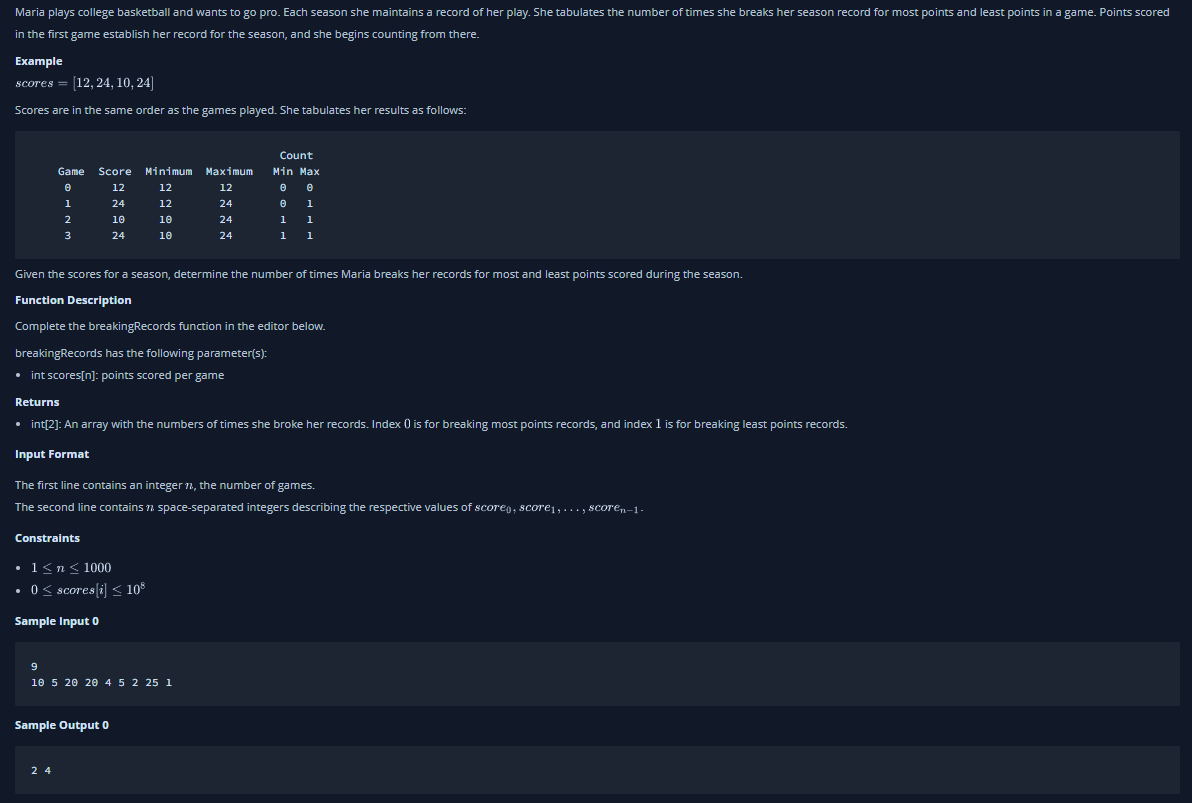 Maria plays college basketball and wants to go pro. Each season she maintains a record of her play. She tabulates the number of times she breaks her season record for most points and least points in a game. Points scored
in the first game establish her record for the season, and she begins counting from there.
Example
scores = [12, 24, 10, 24]
Scores are in the same order as the games played. She tabulates her results as follows:
Count
Game Score Minimum Maximum Min Max
0 12 12 12 0 0
1 24 12 24 0 1
2 10 10 24 1 1
3 24 10 24 1 1
Given the scores for a season, determine the number of times Maria breaks her records for most and least points scored during the season.
Function Description
Complete the breakingRecords function in the editor below.
breakingRecords has the following parameter(s):
• int scores[n]: points scored per game
Returns
• int[2]: An array with the numbers of times she broke her records. Index 0 is for breaking most points records, and index 1 is for breaking least points records.
Input Format
The first line contains an integer n, the number of games.
The second line contains n space-separated integers describing the respective values of score₀, score₁, . . . , scoreₙ₋₁.
Constraints
• 1 ≤ n ≤ 1000
• 0 ≤ scores[i] ≤ 10⁸
Sample Input 0
9
10 5 20 20 4 5 2 25 1
Sample Output 0
2 4